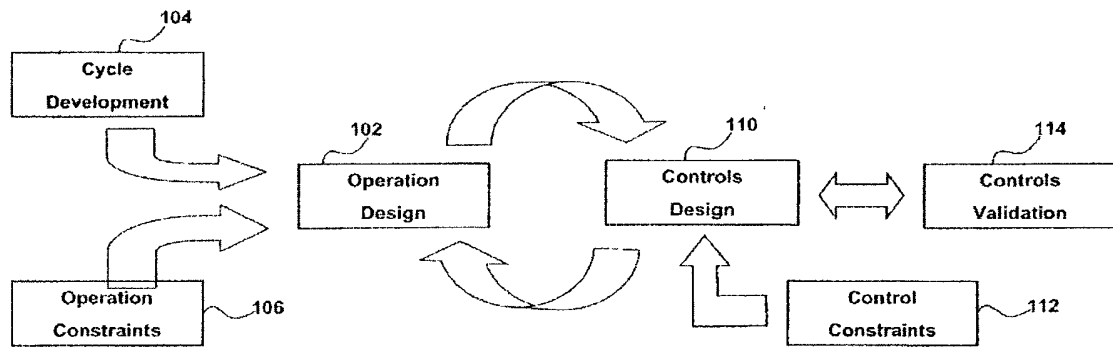 104
Cycle
Development
102
Operation
Design
110
Controls
Design
114
Controls
Validation
Operation
Constraints
106
Control
Constraints
112